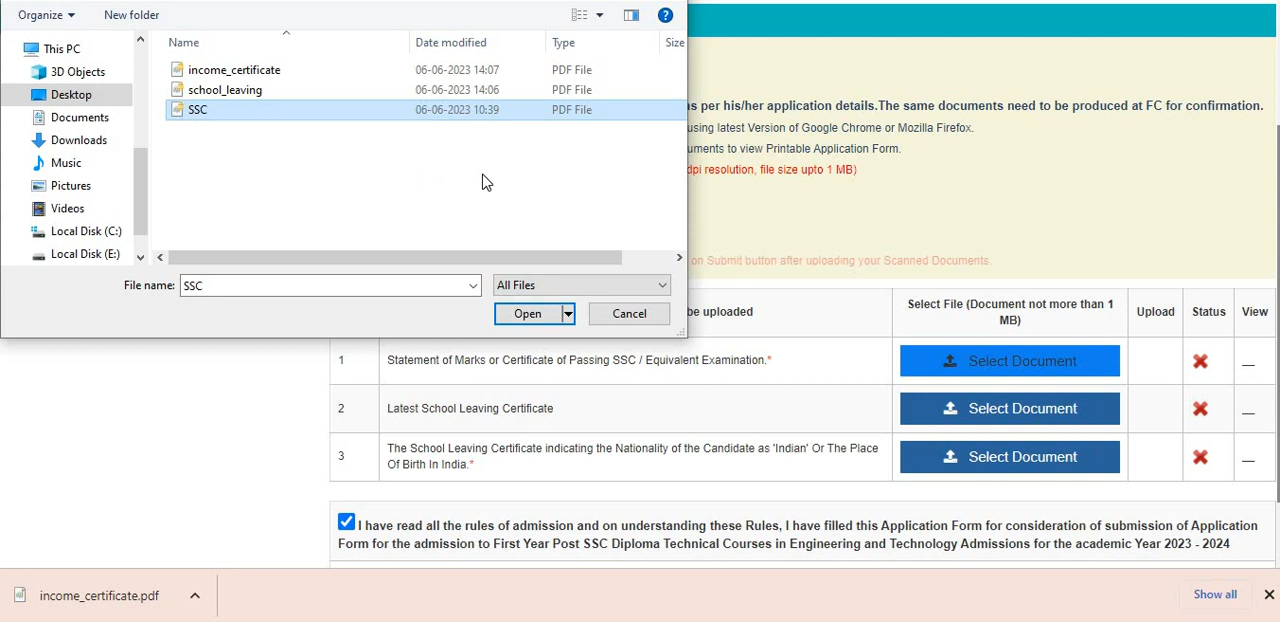 Organize New folder
Name Date modified Type Size
This PC
3D Objects
Desktop
Documents
Downloads
Music
Pictures
Videos
Local Disk (C:)
Local Disk (E:)
income_certificate 06-06-2023 14:07 PDF File
school_leaving 06-06-2023 14:06 PDF File
SSC 06-06-2023 10:39 PDF File
File name: SSC All Files
Open Cancel
as per his/her application details.The same documents need to be produced at FC for confirmation.
using latest Version of Google Chrome or Mozilla Firefox.
uments to view Printable Application Form.
dpi resolution, file size upto 1 MB)
on Submit button after uploading your Scanned Documents.
be uploaded Select File (Document not more than 1 MB) Upload Status View
1 Statement of Marks or Certificate of Passing SSC / Equivalent Examination.* Select Document
2 Latest School Leaving Certificate Select Document
3 The School Leaving Certificate indicating the Nationality of the Candidate as 'Indian' Or The Place
Of Birth In India.* Select Document
I have read all the rules of admission and on understanding these Rules, I have filled this Application Form for consideration of submission of Application
Form for the admission to First Year Post SSC Diploma Technical Courses in Engineering and Technology Admissions for the academic Year 2023 - 2024
income_certificate.pdf Show all